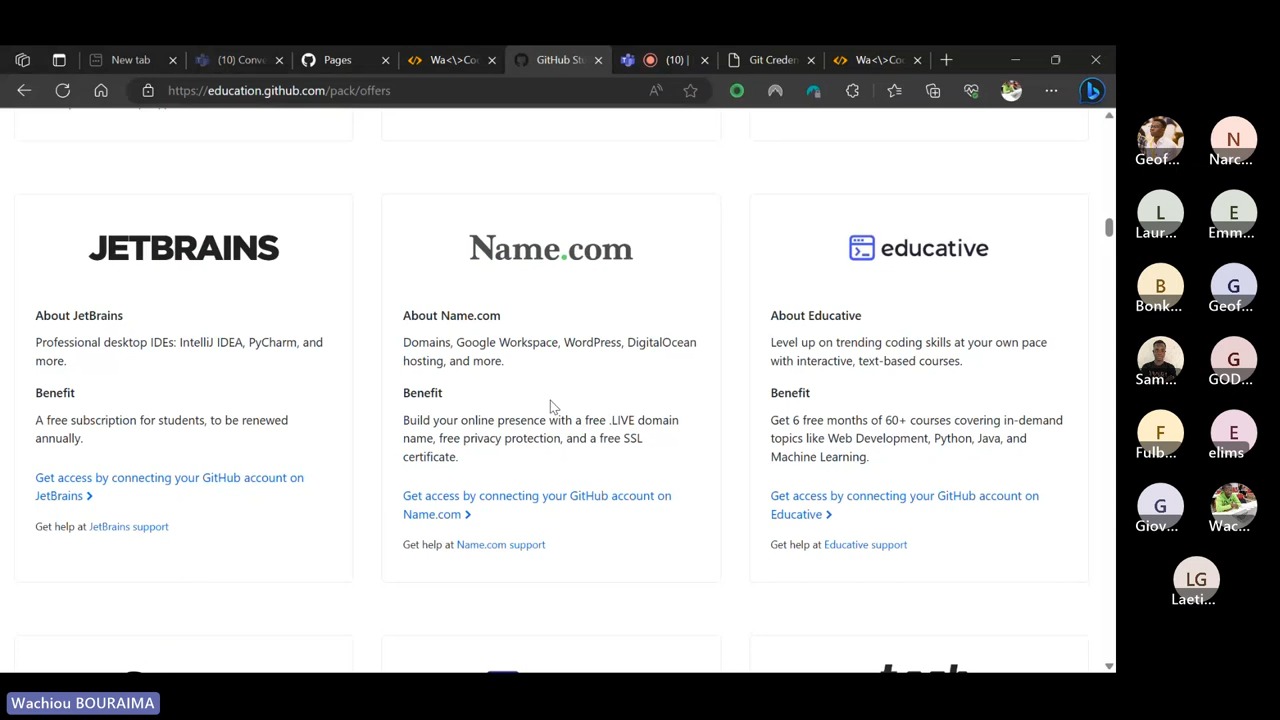 New tab
(10) Conv
Pages
Wa<\>Co
GitHub Stu
(10) |
Git Creden
Wa<\>Co
https://education.github.com/pack/offers
JETBRAINS
About JetBrains
Professional desktop IDEs: IntelliJ IDEA, PyCharm, and
more.
Benefit
A free subscription for students, to be renewed
annually.
Get access by connecting your GitHub account on
JetBrains >
Get help at JetBrains support
Name.com
About Name.com
Domains, Google Workspace, WordPress, DigitalOcean
hosting, and more.
Benefit
Build your online presence with a free .LIVE domain
name, free privacy protection, and a free SSL
certificate.
Get access by connecting your GitHub account on
Name.com >
Get help at Name.com support
educative
About Educative
Level up on trending coding skills at your own pace
with interactive, text-based courses.
Benefit
Get 6 free months of 60+ courses covering in-demand
topics like Web Development, Python, Java, and
Machine Learning.
Get access by connecting your GitHub account on
Educative >
Get help at Educative support
Geof...
N
Narc...
L
Laur...
E
Emm...
B
Bonk...
G
Geof...
Sam...
G
GOD...
F
Fulb...
E
elims
G
Giov...
Wac...
LG
Laeti...
Wachiou BOURAIMA